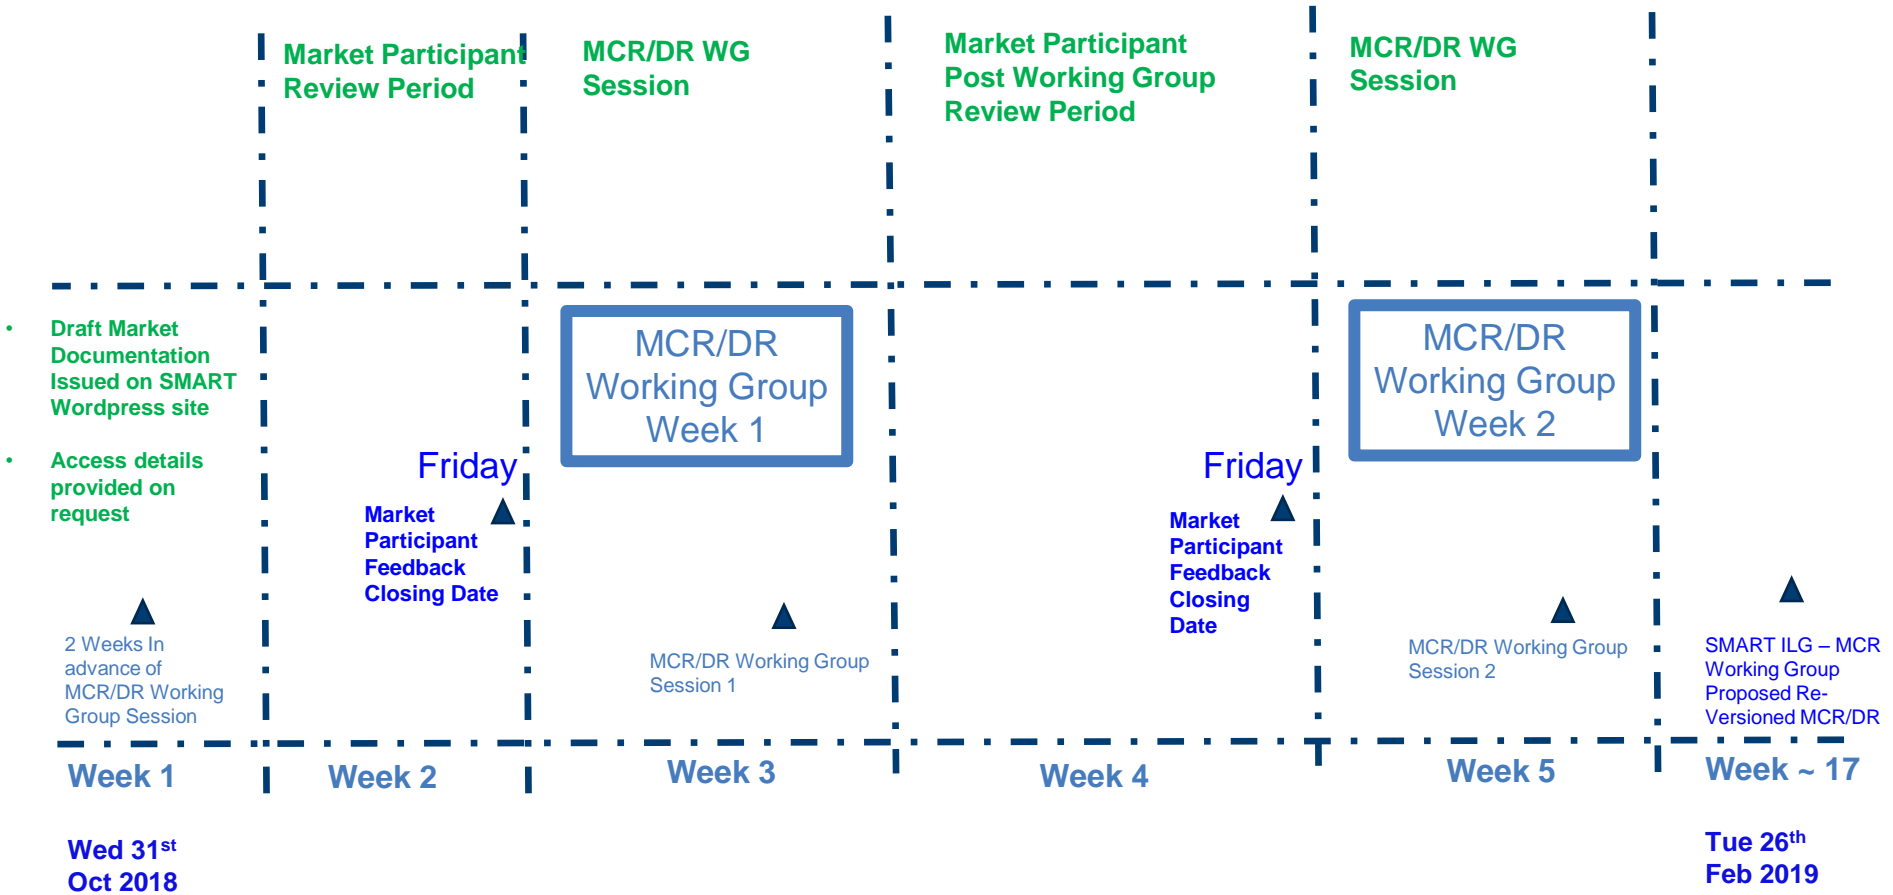 Market Participant
Review Period
MCR/DR WG
Session
Market Participant
Post Working Group
Review Period
MCR/DR WG
Session
• Draft Market
Documentation
Issued on SMART
Wordpress site
• Access details
provided on
request
2 Weeks In
advance of
MCR/DR Working
Group Session
Friday
Market
Participant
Feedback
Closing Date
MCR/DR
Working Group
Week 1
MCR/DR Working Group
Session 1
Friday
Market
Participant
Feedback
Closing
Date
MCR/DR
Working Group
Week 2
MCR/DR Working Group
Session 2
SMART ILG – MCR
Working Group
Proposed Re-
Versioned MCR/DR
Week 1
Week 2
Week 3
Week 4
Week 5
Week ~ 17
Wed 31st
Oct 2018
Tue 26th
Feb 2019